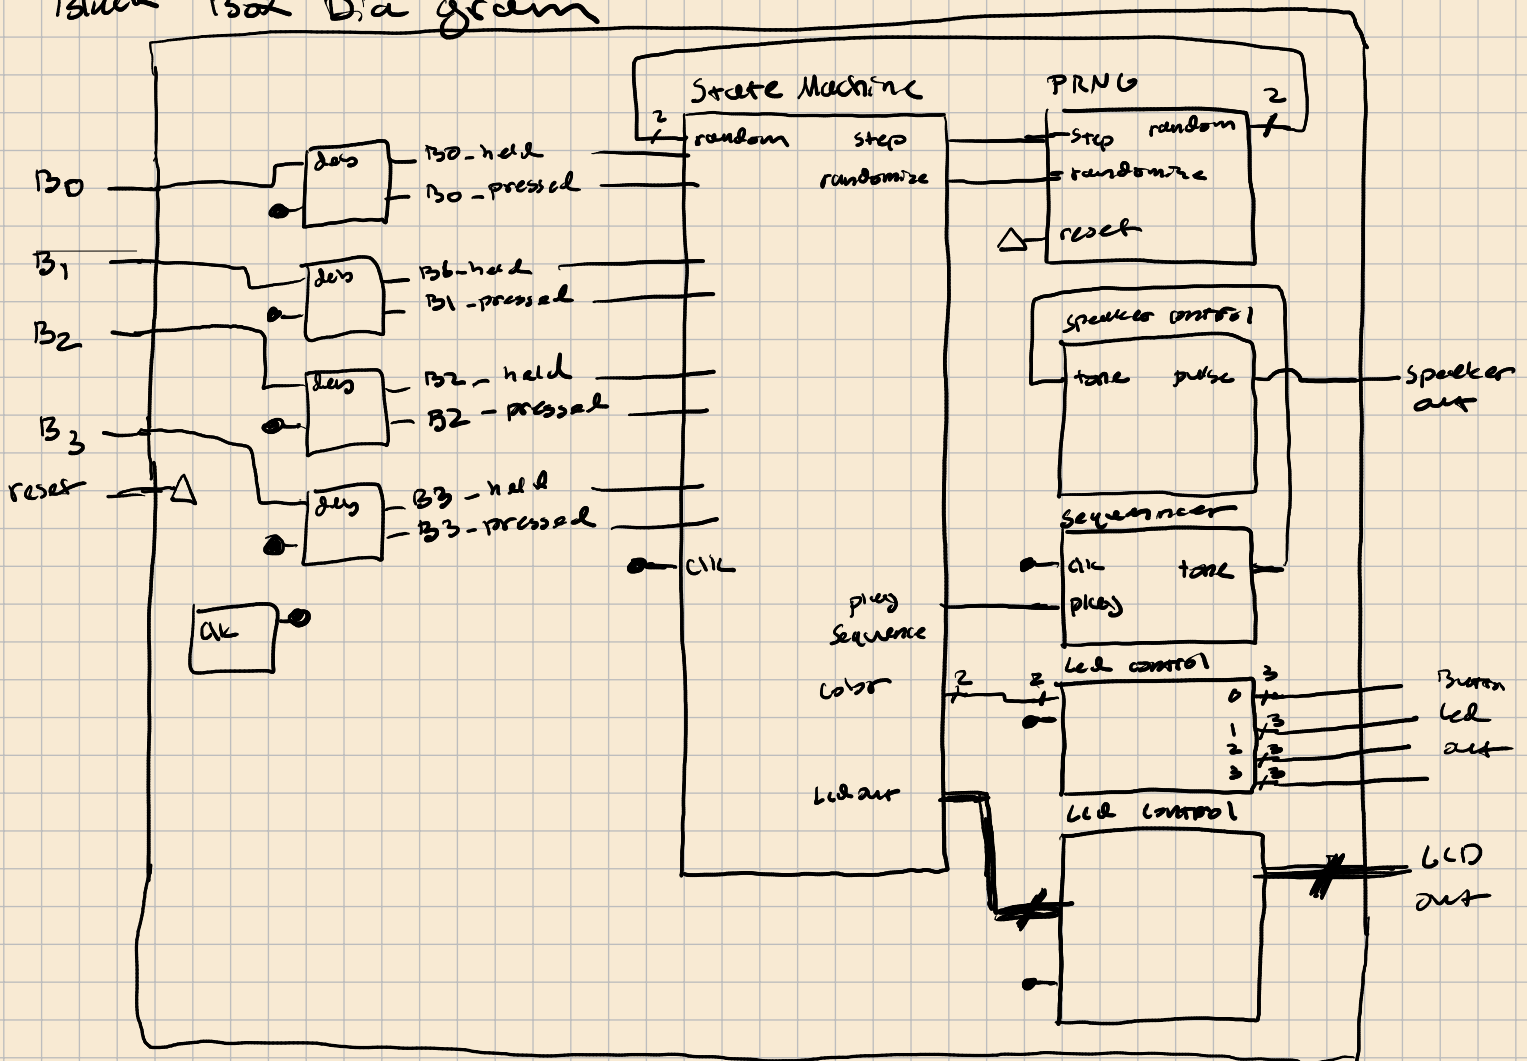 Black Box Diagram
State Machine
PRNG
2
2
random
step
step
random
randomize
randomize
reset
B0
deb
B0_held
B0_pressed
B1
deb
B1_pressed
B2
deb
B2_held
B2_pressed
B3
deb
B3_held
B3_pressed
reset
clk
clk
speaker control
tone
pulse
speaker
out
sequencer
clk
tone
play
play
sequence
color
2
2
Led control
0
3
1
3
2
3
3
3
Button
led
out
Lcd out
Lcd control
LCD
out